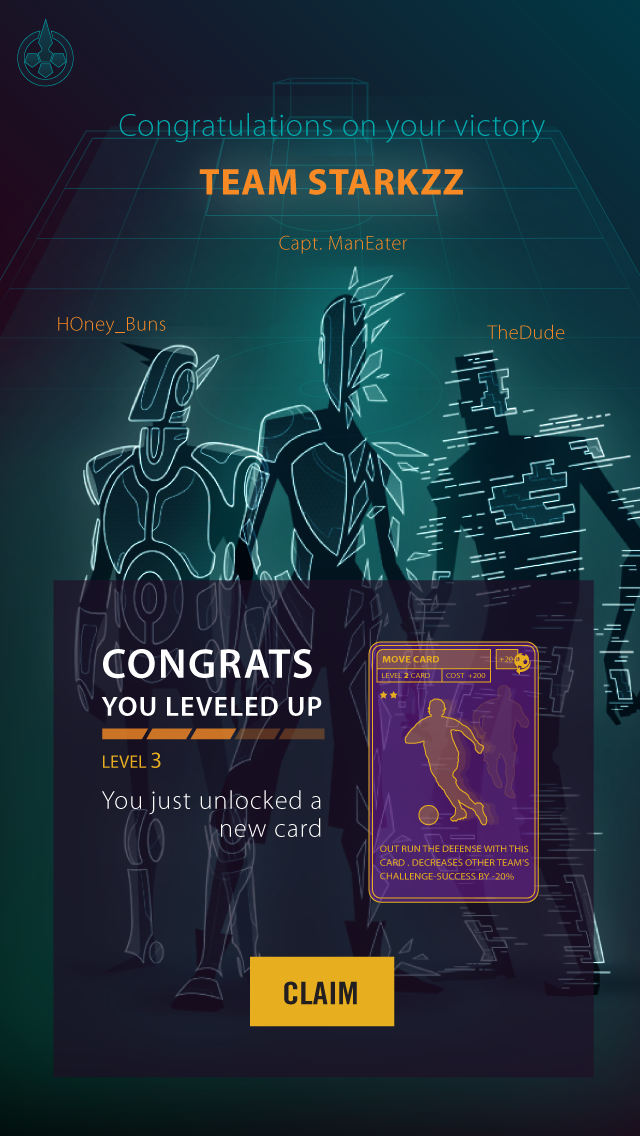 Congratulations on your victory
TEAM STARKZZ
Capt. ManEater
HOney_Buns
TheDude
CONGRATS
YOU LEVELED UP
LEVEL 3
You just unlocked a
new card
MOVE CARD
LEVEL 2 CARD
COST +200
OUT RUN THE DEFENSE WITH THIS
CARD . DECREASES OTHER TEAM'S
CHALLENGE-SUCCESS BY -20%
CLAIM